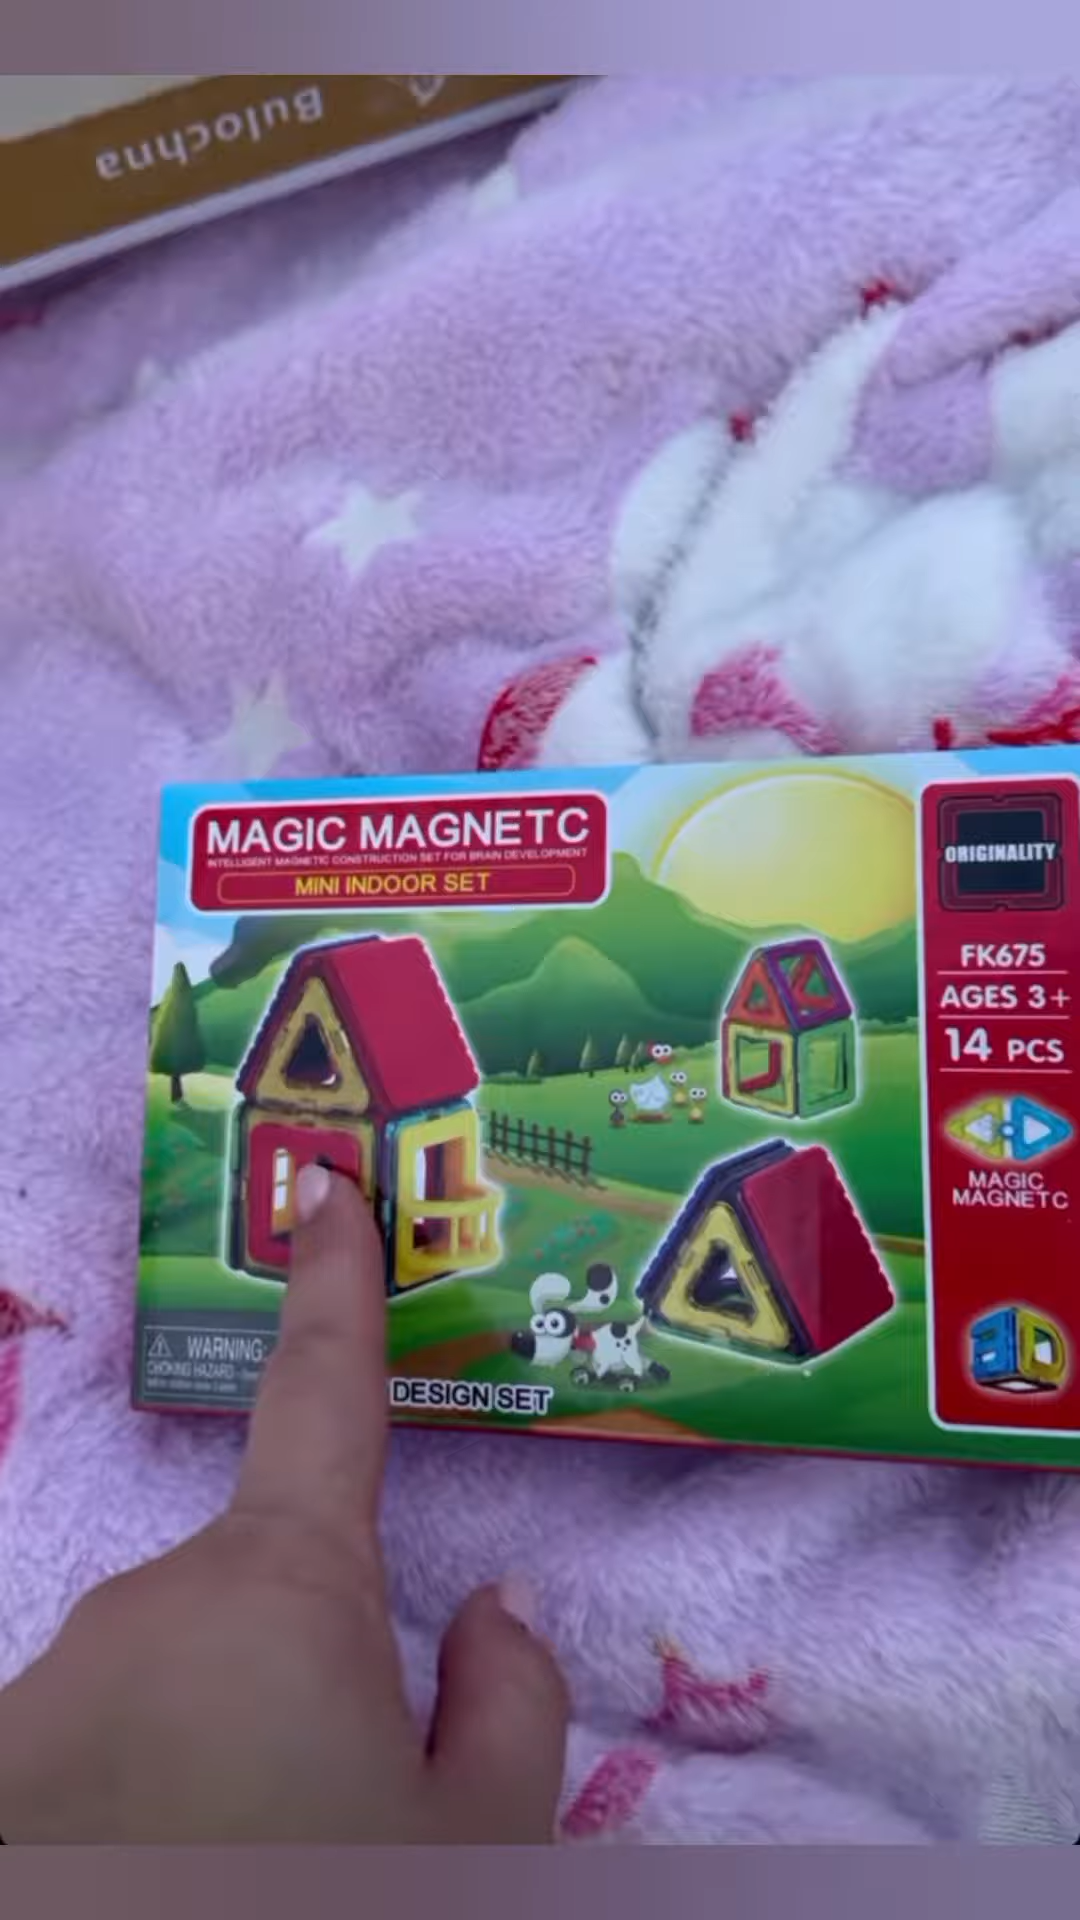 Bulochna
MAGIC MAGNETC
INTELLIGENT MAGNETIC CONSTRUCTION SET FOR BRAIN DEVELOPMENT
MINI INDOOR SET
ORIGINALITY
FK675
AGES 3+
14 PCS
MAGIC
MAGNETC
3D
WARNING:
CHOKING HAZARD
DESIGN SET